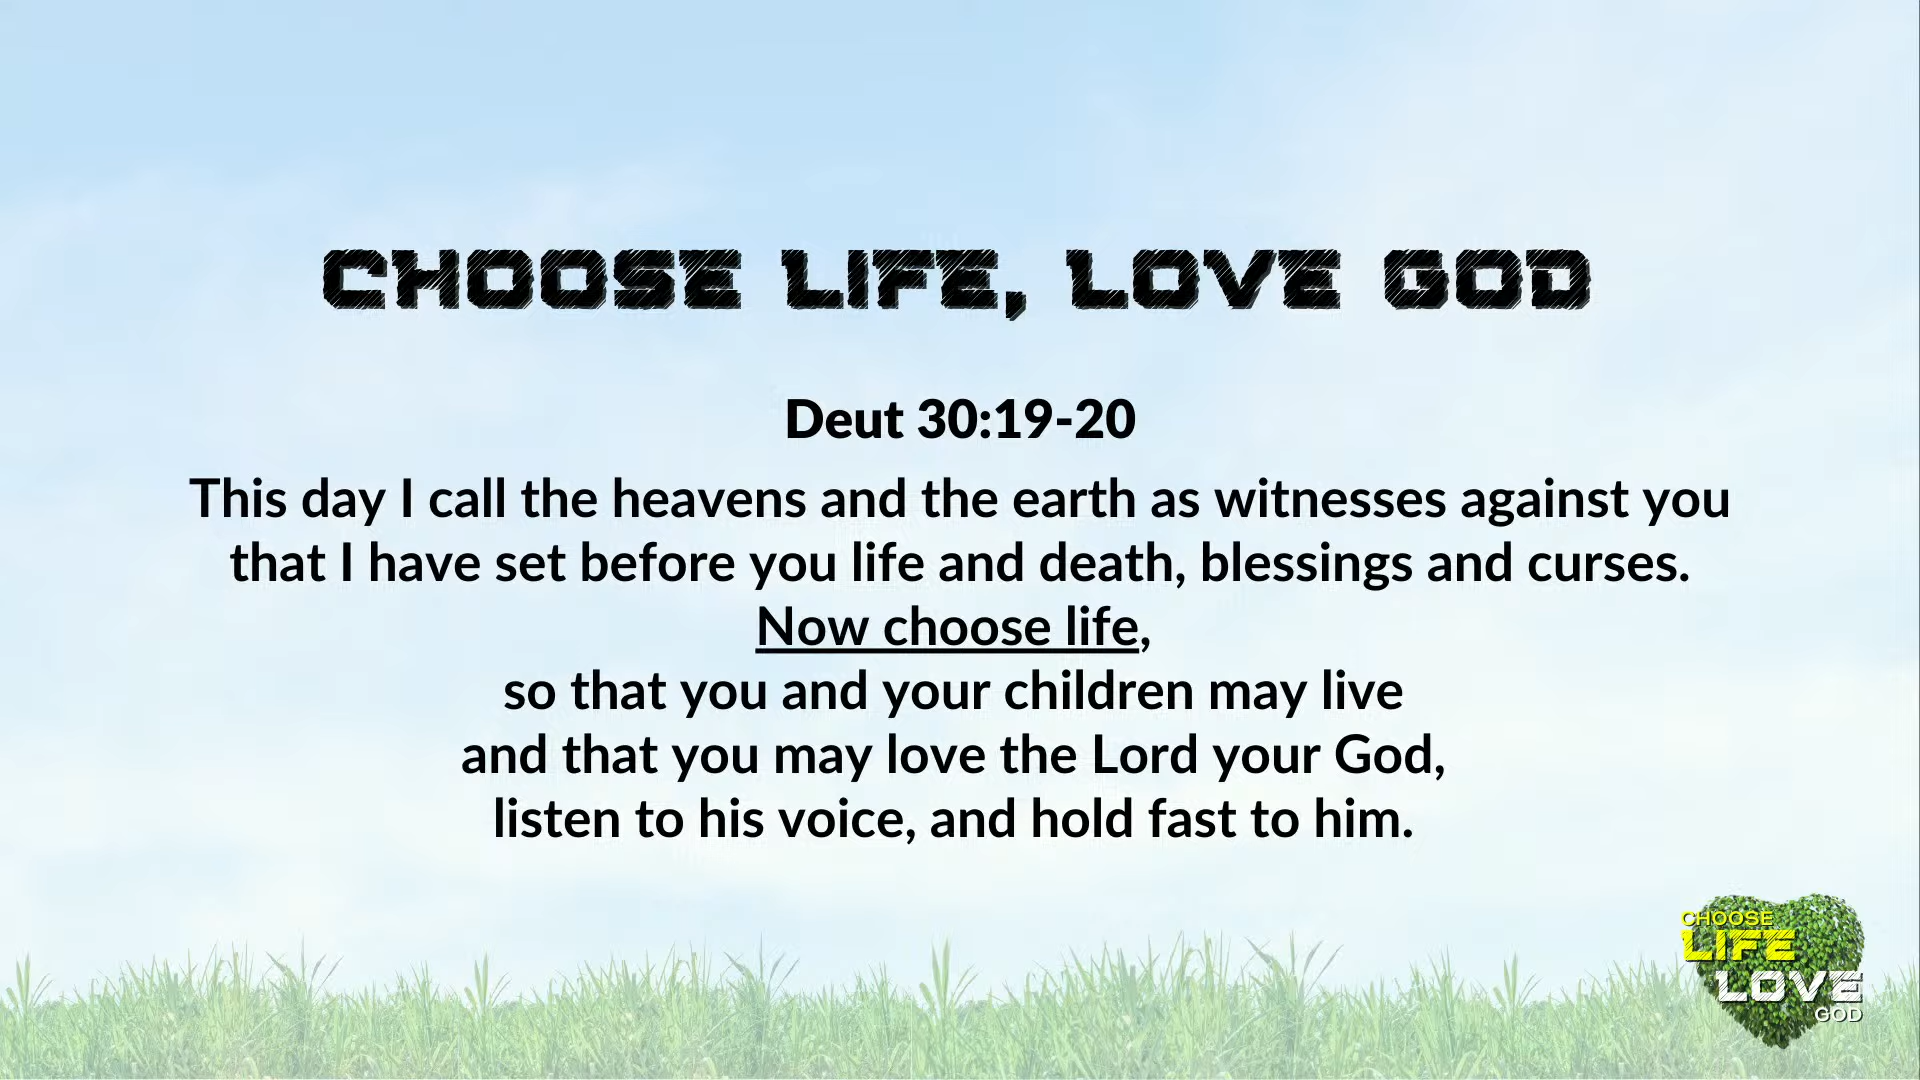 CHOOSE LIFE, LOVE GOD
Deut 30:19-20
This day I call the heavens and the earth as witnesses against you
that I have set before you life and death, blessings and curses.
Now choose life,
so that you and your children may live
and that you may love the Lord your God,
listen to his voice, and hold fast to him.
CHOOSE
LIFE
LOVE
GOD